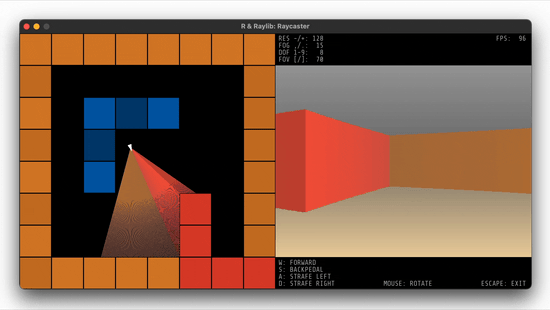 R & Raylib: Raycaster
RES -/+: 128
FPS: 96
FOG ,/.: 15
DOF 1-9: 8
FOV [/]: 70
W: FORWARD
S: BACKPEDAL
A: STRAFE LEFT
D: STRAFE RIGHT
MOUSE: ROTATE
ESCAPE: EXIT